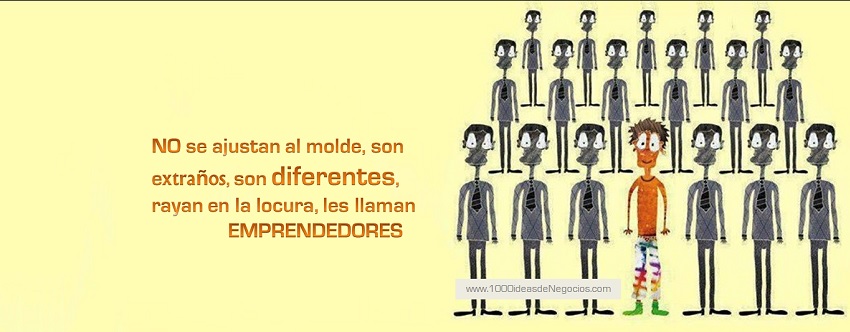 NO se ajustan al molde, son
extraños, son diferentes,
rayan en la locura, les llaman
EMPRENDEDORES
www.1000ideasdeNegocios.com